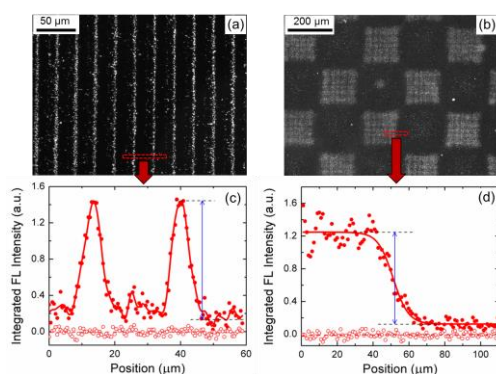 50 µm
(a)
200 µm
(b)
Integrated FL Intensity (a.u.)
1.6
1.2
0.8
0.4
0.0
(c)
0
20
40
60
Position (µm)
Integrated FL Intensity (a.u.)
1.6
1.2
0.8
0.4
0.0
(d)
0
20
40
60
80
100
Position (µm)